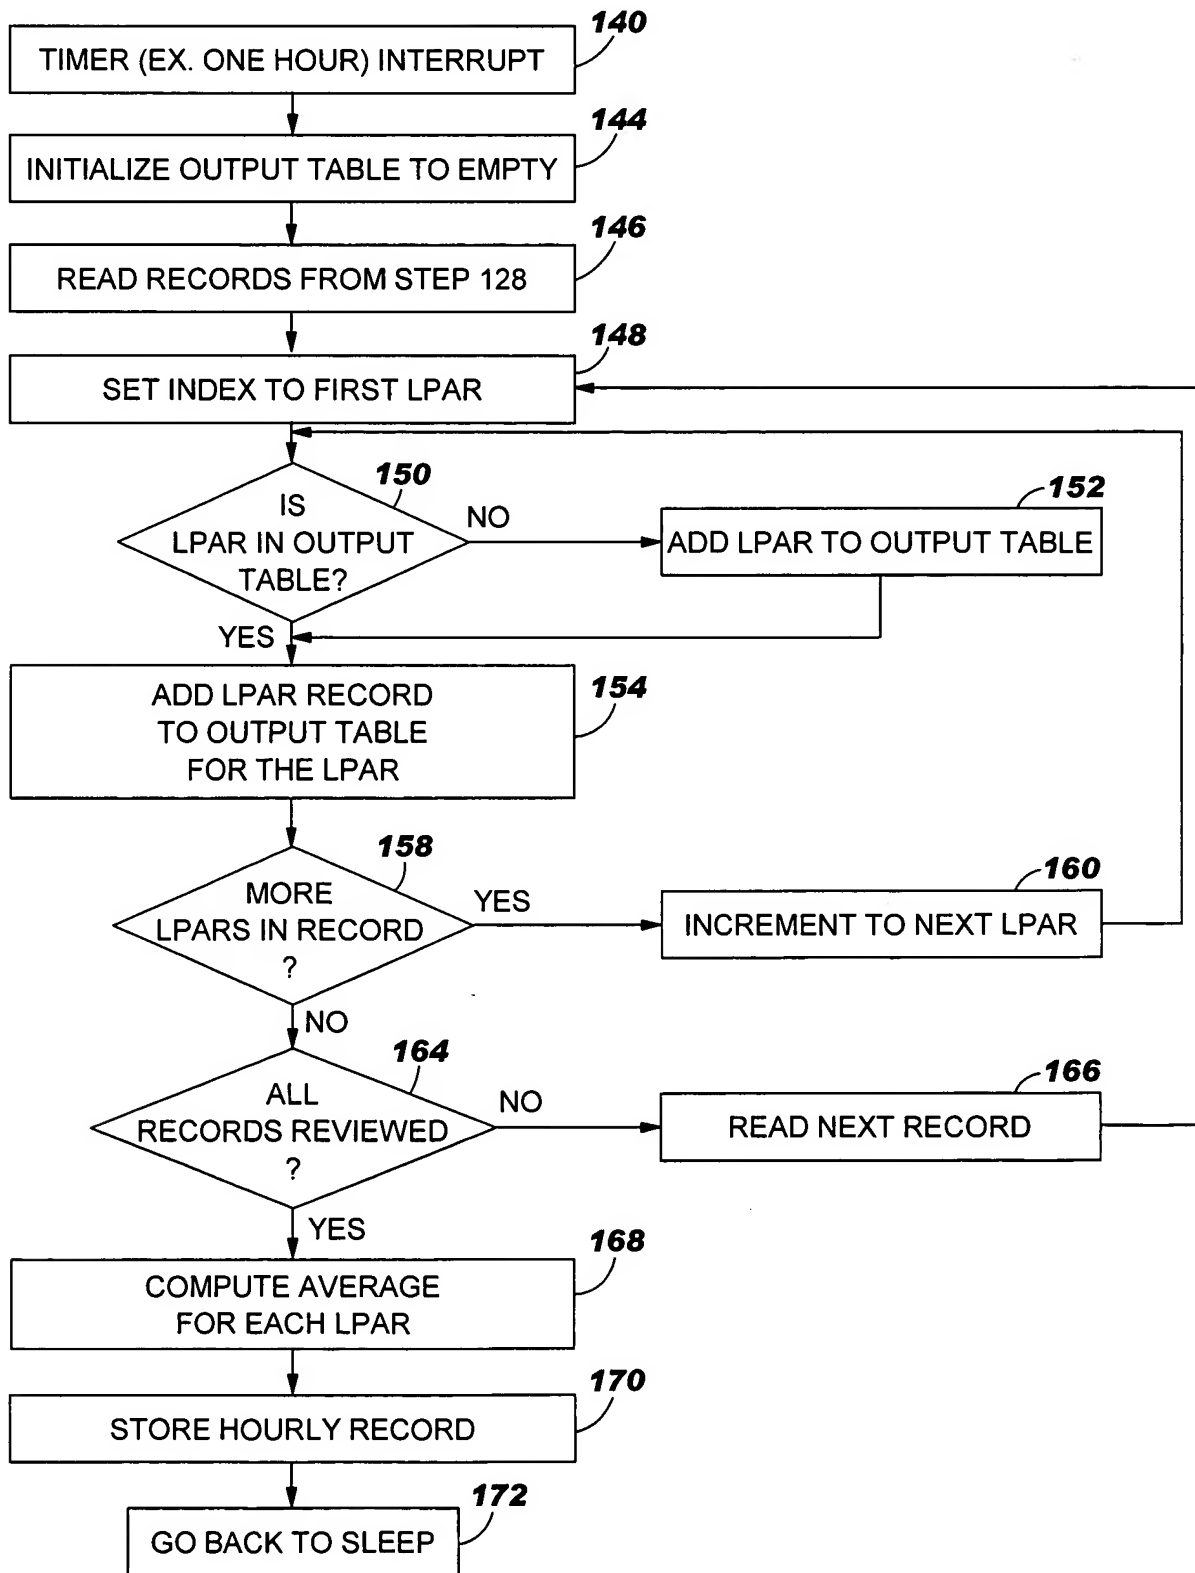 140
TIMER (EX. ONE HOUR) INTERRUPT
144
INITIALIZE OUTPUT TABLE TO EMPTY
146
READ RECORDS FROM STEP 128
148
SET INDEX TO FIRST LPAR
150
IS
LPAR IN OUTPUT
TABLE?
NO
152
ADD LPAR TO OUTPUT TABLE
YES
154
ADD LPAR RECORD
TO OUTPUT TABLE
FOR THE LPAR
158
MORE
LPARS IN RECORD
?
YES
160
INCREMENT TO NEXT LPAR
NO
164
ALL
RECORDS REVIEWED
?
NO
166
READ NEXT RECORD
YES
168
COMPUTE AVERAGE
FOR EACH LPAR
170
STORE HOURLY RECORD
172
GO BACK TO SLEEP